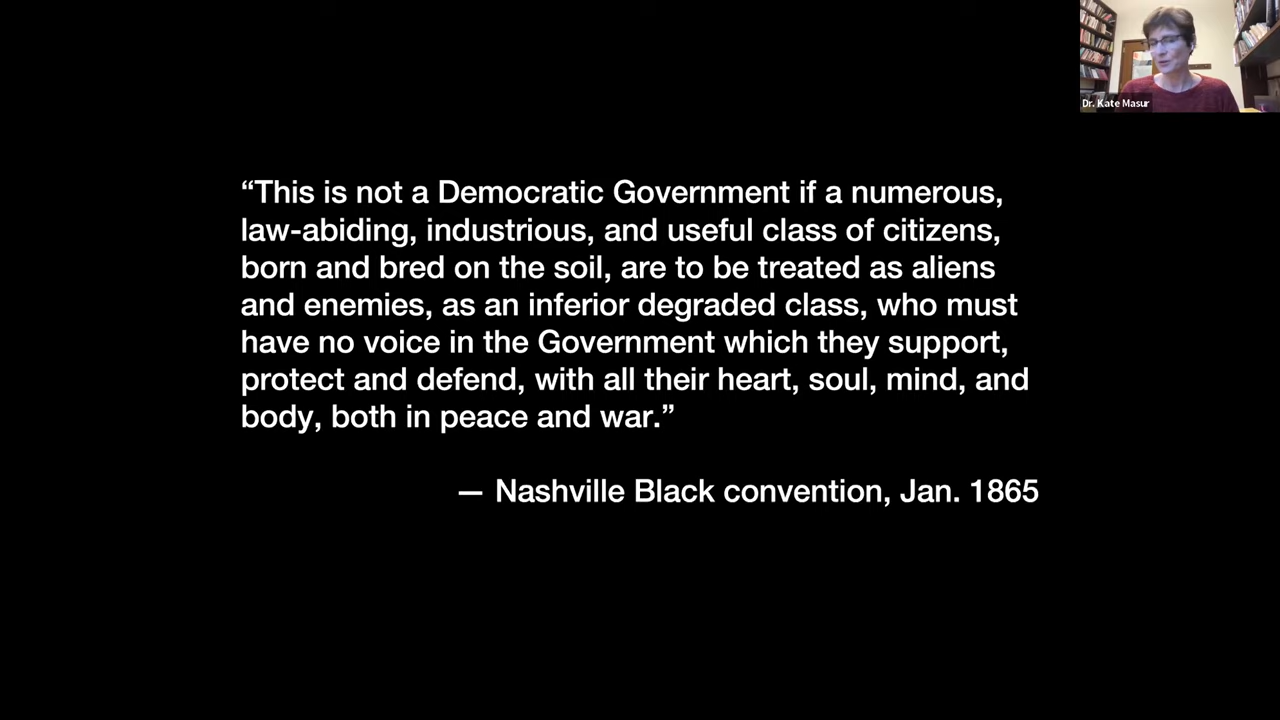 Dr. Kate Masur
“This is not a Democratic Government if a numerous,
law-abiding, industrious, and useful class of citizens,
born and bred on the soil, are to be treated as aliens
and enemies, as an inferior degraded class, who must
have no voice in the Government which they support,
protect and defend, with all their heart, soul, mind, and
body, both in peace and war.”
— Nashville Black convention, Jan. 1865